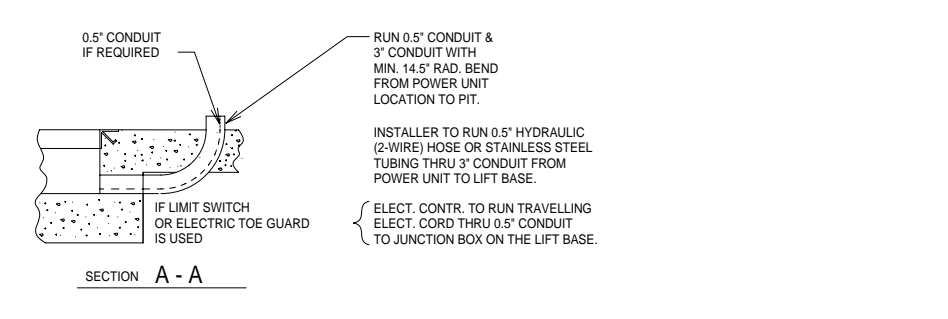 0.5" CONDUIT
IF REQUIRED
RUN 0.5" CONDUIT &
3" CONDUIT WITH
MIN. 14.5" RAD. BEND
FROM POWER UNIT
LOCATION TO PIT.
INSTALLER TO RUN 0.5" HYDRAULIC
(2-WIRE) HOSE OR STAINLESS STEEL
TUBING THRU 3" CONDUIT FROM
POWER UNIT TO LIFT BASE.
IF LIMIT SWITCH
OR ELECTRIC TOE GUARD
IS USED
ELECT. CONTR. TO RUN TRAVELLING
ELECT. CORD THRU 0.5" CONDUIT
TO JUNCTION BOX ON THE LIFT BASE.
SECTION A - A